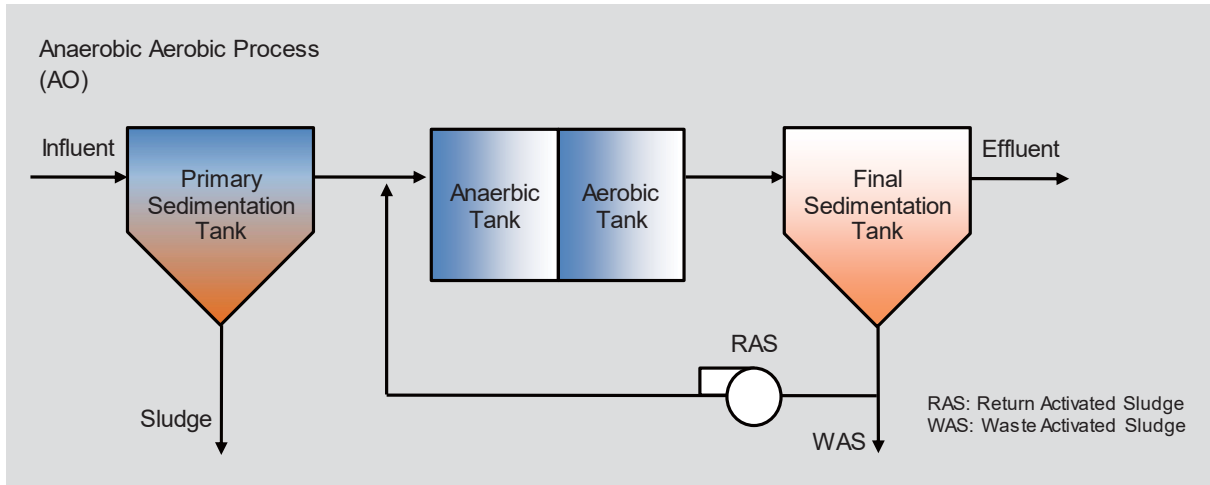 Anaerobic Aerobic Process
(AO)
Influent
Primary
Sedimentation
Tank
Anaerbic
Tank
Aerobic
Tank
Final
Sedimentation
Tank
Effluent
RAS
Sludge
WAS
RAS: Return Activated Sludge
WAS: Waste Activated Sludge